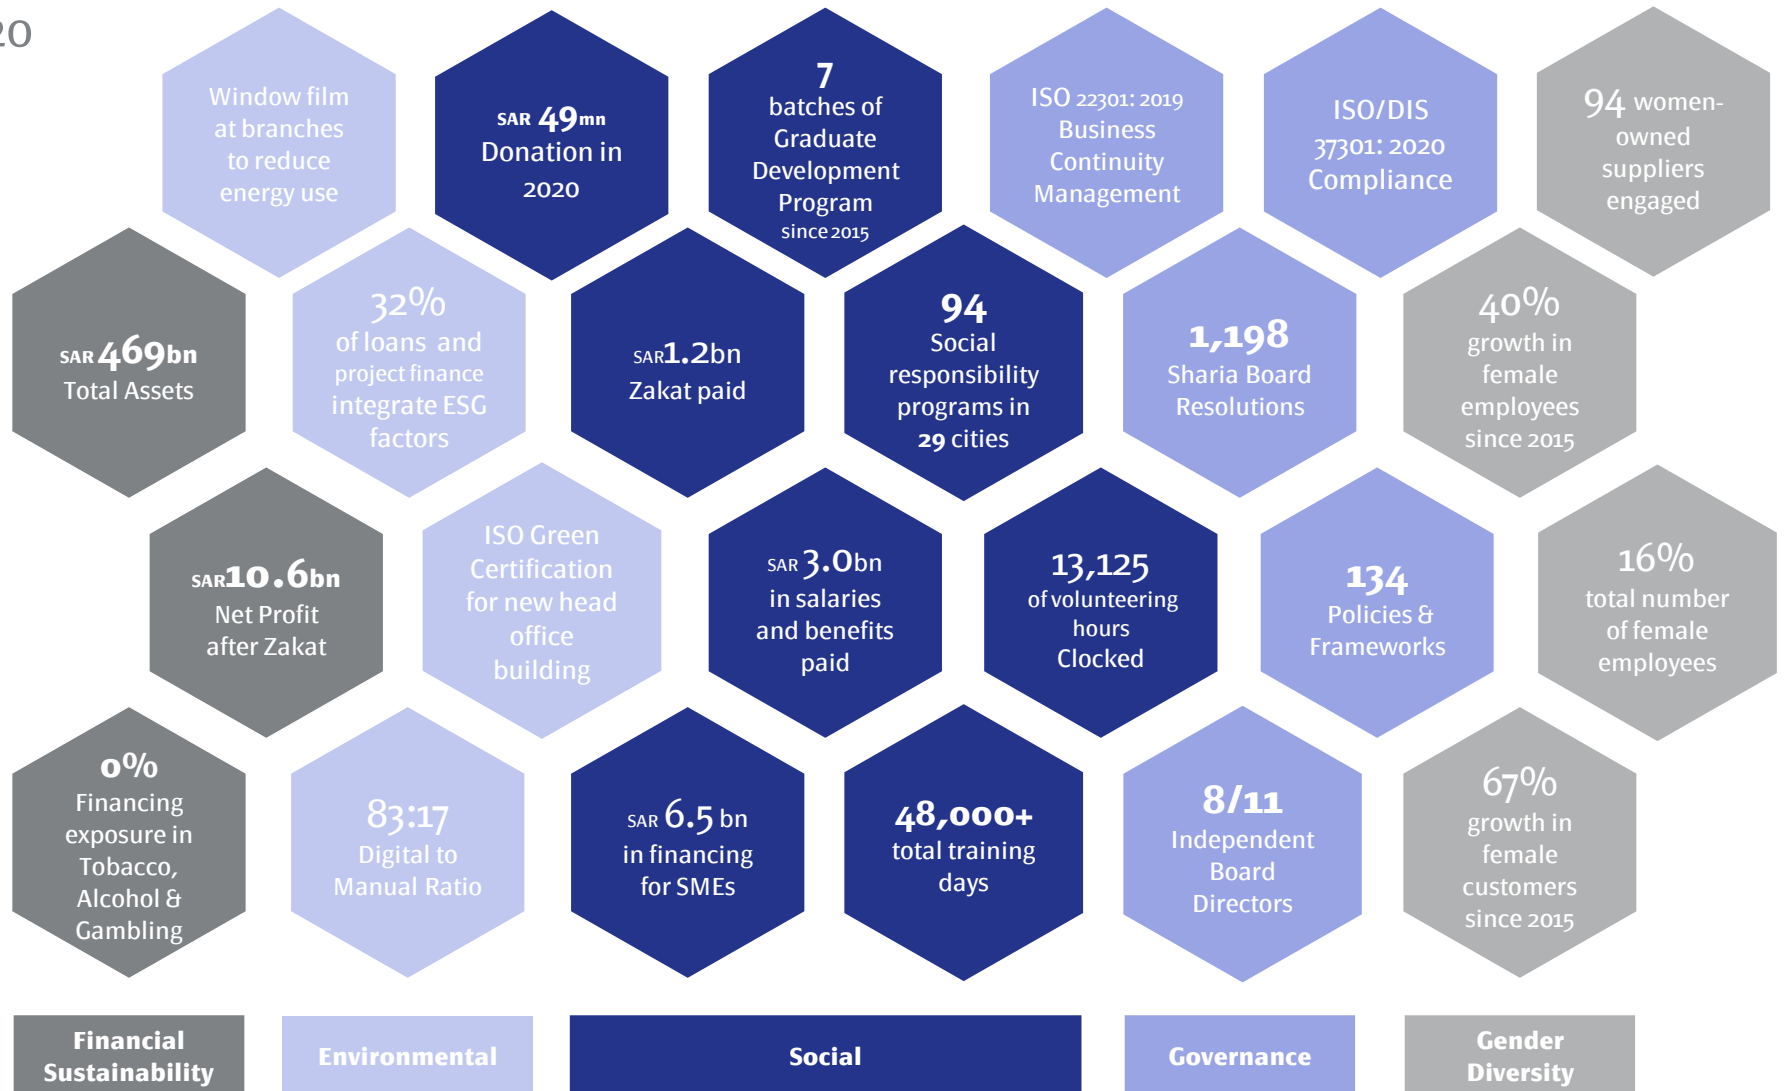 20
Window film
at branches
to reduce
energy use
SAR 49mn
Donation in
2020
7
batches of
Graduate
Development
Program
since 2015
ISO 22301: 2019
Business
Continuity
Management
ISO/DIS
37301: 2020
Compliance
94 women-
owned
suppliers
engaged
SAR 469bn
Total Assets
32%
of loans and
project finance
integrate ESG
factors
SAR1.2bn
Zakat paid
94
Social
responsibility
programs in
29 cities
1,198
Sharia Board
Resolutions
40%
growth in
female
employees
since 2015
SAR10.6bn
Net Profit
after Zakat
ISO Green
Certification
for new head
office
building
SAR 3.0bn
in salaries
and benefits
paid
13,125
of volunteering
hours
Clocked
134
Policies &
Frameworks
16%
total number
of female
employees
0%
Financing
exposure in
Tobacco,
Alcohol &
Gambling
83:17
Digital to
Manual Ratio
SAR 6.5 bn
in financing
for SMEs
48,000+
total training
days
8/11
Independent
Board
Directors
67%
growth in
female
customers
since 2015
Financial
Sustainability
Environmental
Social
Governance
Gender
Diversity